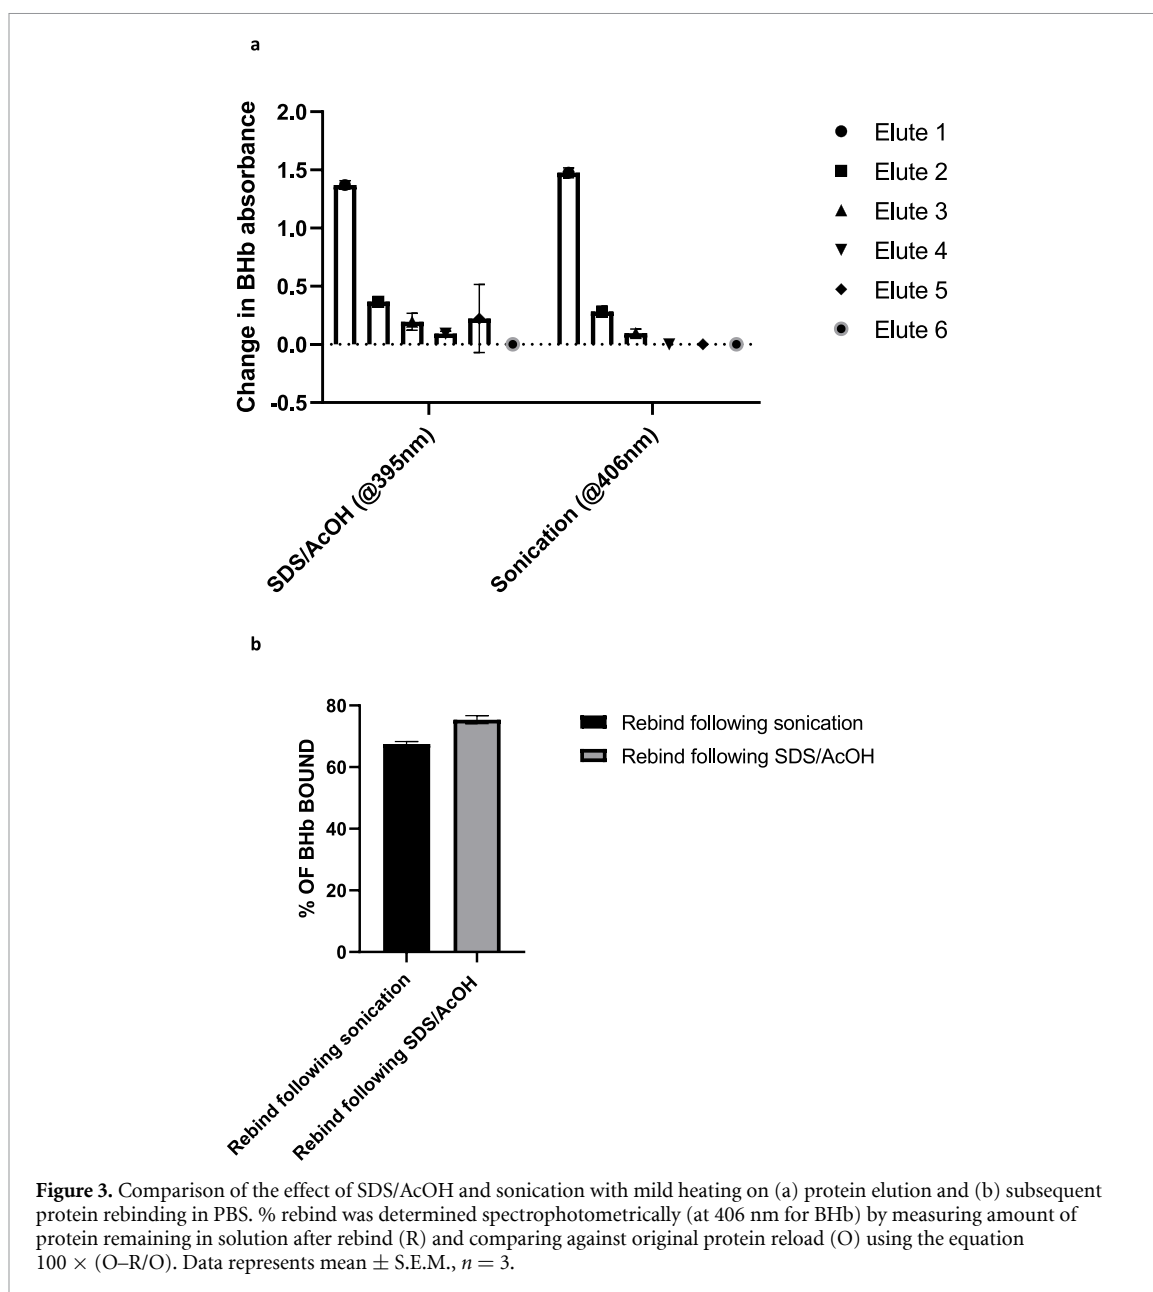 a
Change in BHb absorbance
2.0
1.5
1.0
0.5
0.0
-0.5
SDS/AcOH (@395nm)
Sonication (@406nm)
Elute 1
Elute 2
Elute 3
Elute 4
Elute 5
Elute 6
b
% OF BHb BOUND
80
60
40
20
0
Rebind following sonication
Rebind following SDS/AcOH
Rebind following sonication
Rebind following SDS/AcOH
Figure 3. Comparison of the effect of SDS/AcOH and sonication with mild heating on (a) protein elution and (b) subsequent
protein rebinding in PBS. % rebind was determined spectrophotometrically (at 406 nm for BHb) by measuring amount of
protein remaining in solution after rebind (R) and comparing against original protein reload (O) using the equation
100 × (O–R/O). Data represents mean ± S.E.M., n = 3.